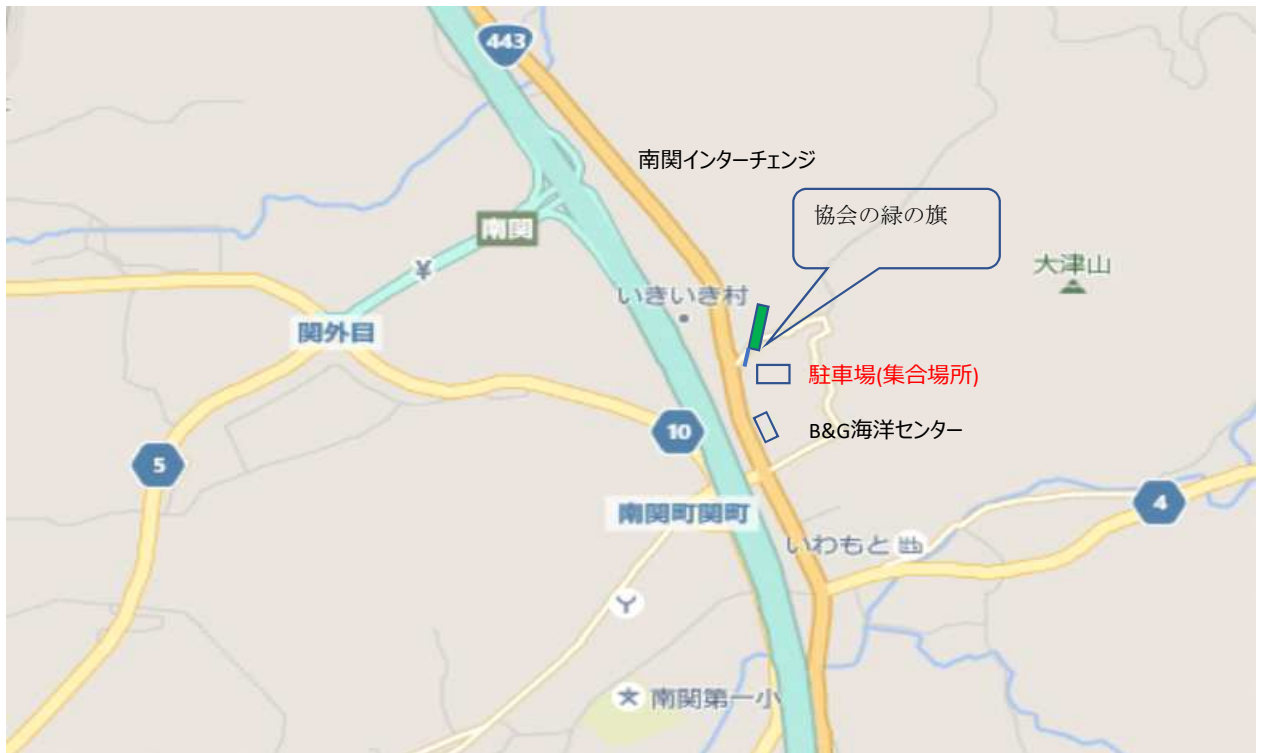 443
南関インターチェンジ
協会の緑の旗
南関
大津山
¥
いきいき村
関外目
駐車場(集合場所)
B&G海洋センター
10
5
南関町関町
4
いわもと
南関第一小